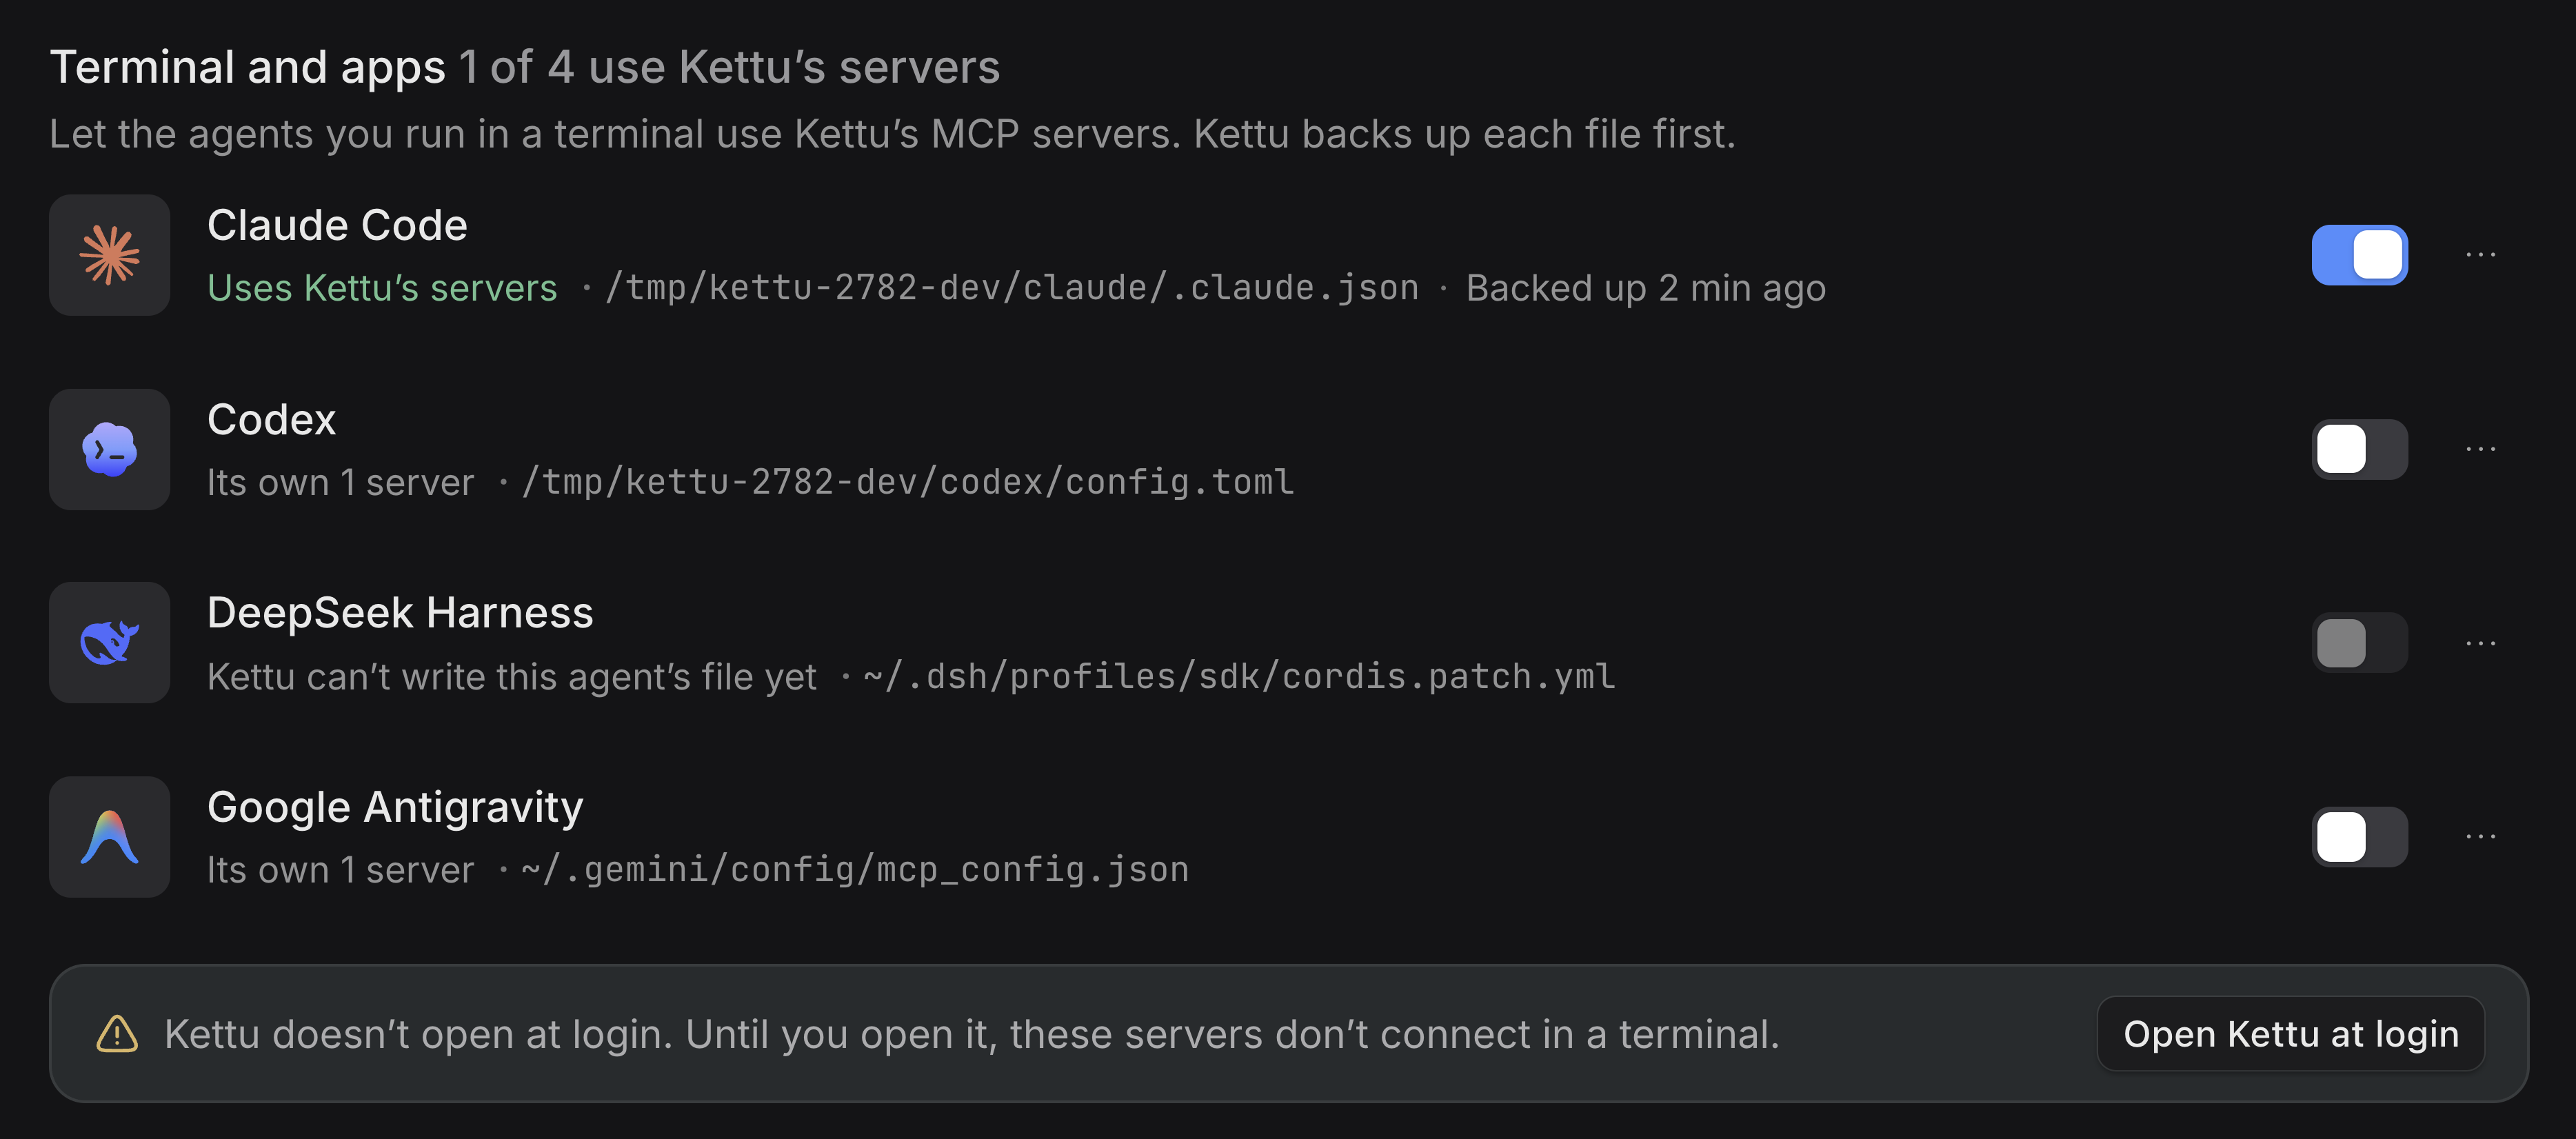 Terminal and apps 1 of 4 use Kettu’s servers
Let the agents you run in a terminal use Kettu’s MCP servers. Kettu backs up each file first.
Claude Code
Uses Kettu’s servers · /tmp/kettu-2782-dev/claude/.claude.json · Backed up 2 min ago
Codex
Its own 1 server · /tmp/kettu-2782-dev/codex/config.toml
DeepSeek Harness
Kettu can’t write this agent’s file yet · ~/.dsh/profiles/sdk/cordis.patch.yml
Google Antigravity
Its own 1 server · ~/.gemini/config/mcp_config.json
Kettu doesn’t open at login. Until you open it, these servers don’t connect in a terminal.
Open Kettu at login